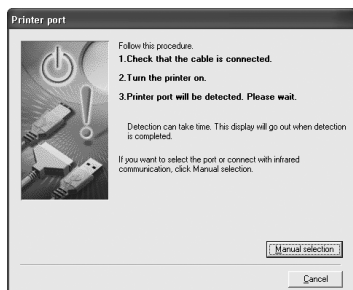 Printer port
Follow this procedure.
1.Check that the cable is connected.
2.Turn the printer on.
3.Printer port will be detected. Please wait.
Detection can take time. This display will go out when detection
is completed.
If you want to select the port or connect with infrared
communication, click Manual selection.
Manual selection
Cancel